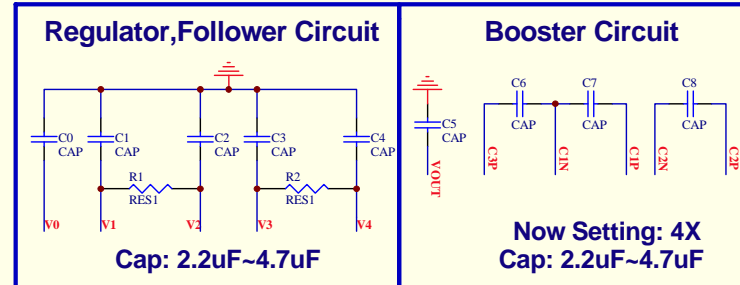 Regulator,Follower Circuit
C0
CAP
C1
CAP
C2
CAP
C3
CAP
C4
CAP
R1
RES1
R2
RES1
V0
V1
V2
V3
V4
Cap: 2.2uF~4.7uF
Booster Circuit
C5
CAP
C6
CAP
C7
CAP
C8
CAP
VOUT
C3P
C1N
C1P
C2N
C2P
Now Setting: 4X
Cap: 2.2uF~4.7uF